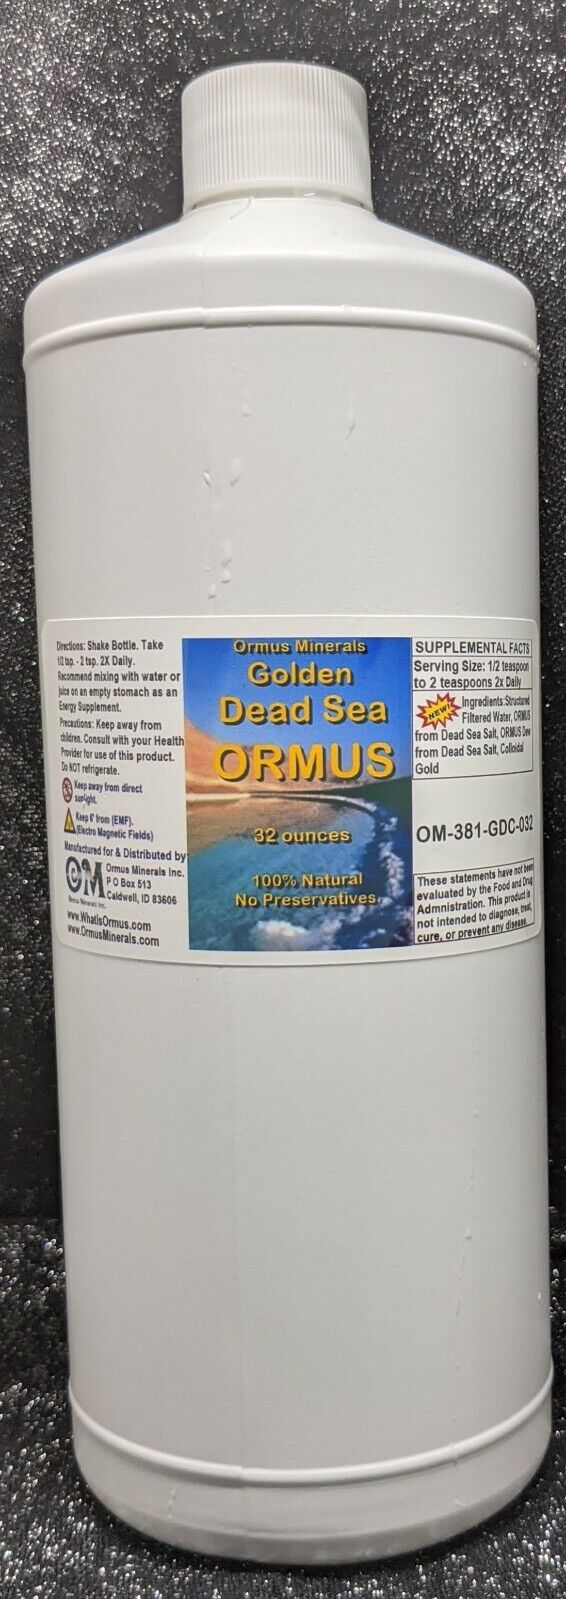 Directions: Shake Bottle. Take
1/2 tsp. - 2 tsp. 2X Daily.
Recommend mixing with water or
juice on an empty stomach as an
Energy Supplement.
Precautions: Keep away from
children. Consult with your Health
Provider for use of this product.
Do NOT refrigerate.
Keep away from direct
sunlight.
Keep 6' from (EMF).
(Electro Magnetic Fields)
Manufactured for & Distributed by
OM
Ormus Minerals Inc.
Ormus Minerals Inc.
P O Box 513
Caldwell, ID 83606
www.WhatIsOrmus.com
www.OrmusMinerals.com
Ormus Minerals
Golden
Dead Sea
ORMUS
32 ounces
100% Natural
No Preservatives
SUPPLEMENTAL FACTS
Serving Size: 1/2 teaspoon
to 2 teaspoons 2x Daily
NEW!
Ingredients:Structured
Filtered Water, ORMUS
from Dead Sea Salt, ORMUS Dew
from Dead Sea Salt, Colloidal
Gold
OM-381-GDC-032
These statements have not been
evaluated by the Food and Drug
Admnistration. This product is
not intended to diagnose, treat,
cure, or prevent any disease.